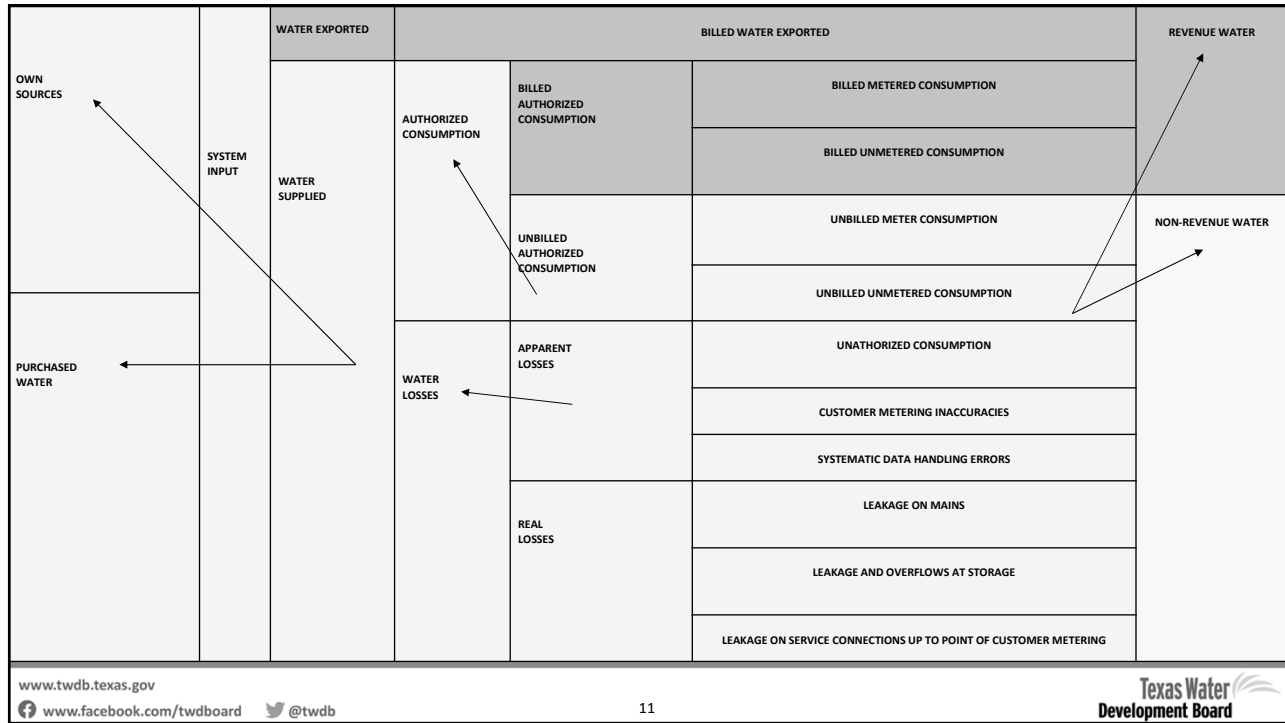 OWN
SOURCES
PURCHASED
WATER
SYSTEM
INPUT
WATER EXPORTED
WATER
SUPPLIED
BILLED WATER EXPORTED
AUTHORIZED
CONSUMPTION
WATER
LOSSES
BILLED
AUTHORIZED
CONSUMPTION
UNBILLED
AUTHORIZED
CONSUMPTION
APPARENT
LOSSES
REAL
LOSSES
BILLED METERED CONSUMPTION
BILLED UNMETERED CONSUMPTION
UNBILLED METER CONSUMPTION
UNBILLED UNMETERED CONSUMPTION
UNATHORIZED CONSUMPTION
CUSTOMER METERING INACCURACIES
SYSTEMATIC DATA HANDLING ERRORS
LEAKAGE ON MAINS
LEAKAGE AND OVERFLOWS AT STORAGE
LEAKAGE ON SERVICE CONNECTIONS UP TO POINT OF CUSTOMER METERING
REVENUE WATER
NON-REVENUE WATER
www.twdb.texas.gov
www.facebook.com/twdboard @twdb
11
Texas Water
Development Board